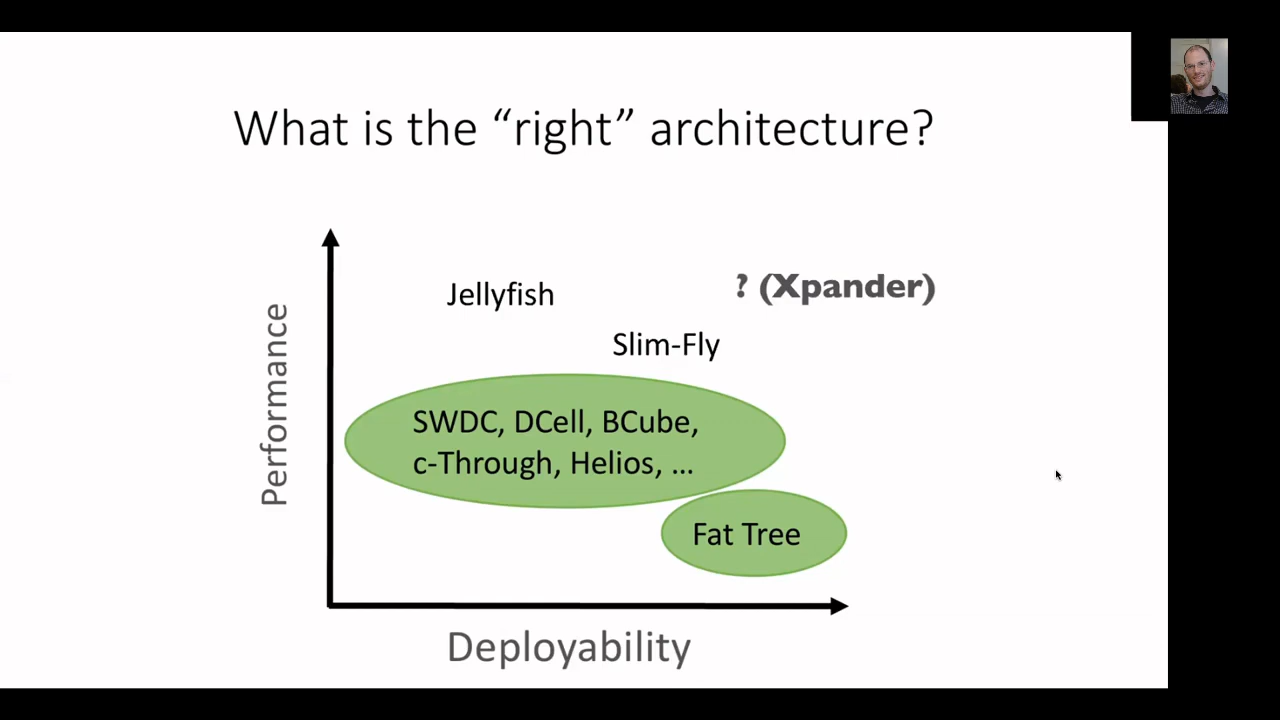 What is the “right” architecture?
Performance
Jellyfish
? (Xpander)
Slim-Fly
SWDC, DCell, BCube,
c-Through, Helios, ...
Fat Tree
Deployability